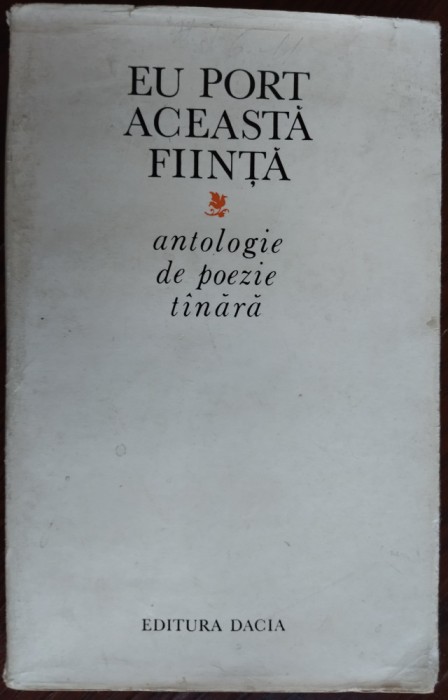 EU PORT
ACEASTĂ
FIINȚĂ
antologie
de poezie
tînără
EDITURA DACIA